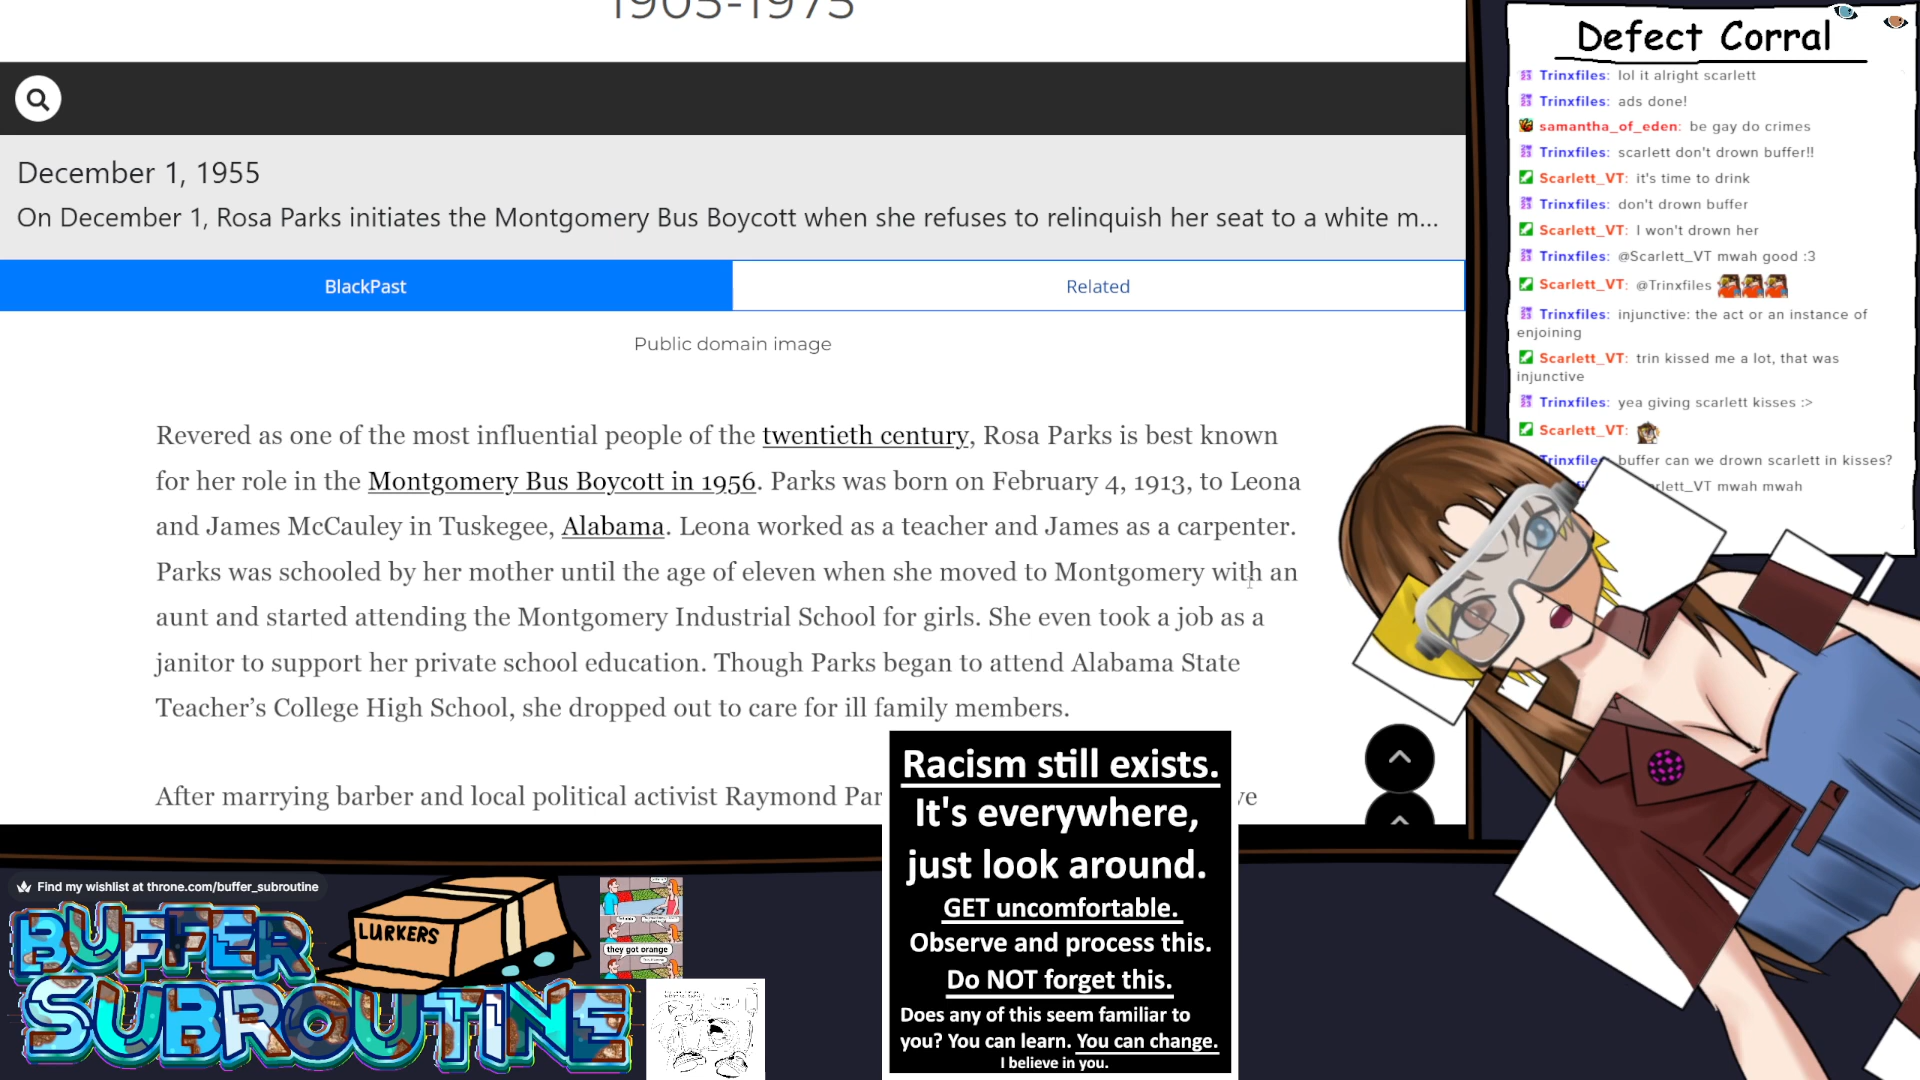 1905-1975
December 1, 1955
On December 1, Rosa Parks initiates the Montgomery Bus Boycott when she refuses to relinquish her seat to a white m...
BlackPast
Related
Public domain image
Revered as one of the most influential people of the twentieth century, Rosa Parks is best known
for her role in the Montgomery Bus Boycott in 1956. Parks was born on February 4, 1913, to Leona
and James McCauley in Tuskegee, Alabama. Leona worked as a teacher and James as a carpenter.
Parks was schooled by her mother until the age of eleven when she moved to Montgomery with an
aunt and started attending the Montgomery Industrial School for girls. She even took a job as a
janitor to support her private school education. Though Parks began to attend Alabama State
Teacher's College High School, she dropped out to care for ill family members.
After marrying barber and local political activist Raymond Par
Defect Corral
Trinxfiles: lol it alright scarlett
Trinxfiles: ads done!
samantha_of_eden: be gay do crimes
Trinxfiles: scarlett don't drown buffer!!
Scarlett_VT: it's time to drink
Trinxfiles: don't drown buffer
Scarlett_VT: I won't drown her
Trinxfiles: @Scarlett_VT mwah good :3
Scarlett_VT: @Trinxfiles
Trinxfiles: injunctive: the act or an instance of
enjoining
Scarlett_VT: trin kissed me a lot, that was
injunctive
Trinxfiles: yea giving scarlett kisses :>
Scarlett_VT:
Trinxfiles buffer can we drown scarlett in kisses?
rlett_VT mwah mwah
Racism still exists.
It's everywhere,
just look around.
GET uncomfortable.
Observe and process this.
Do NOT forget this.
Does any of this seem familiar to
you? You can learn. You can change.
I believe in you.
Find my wishlist at throne.com/buffer_subroutine
BUFFER
SUBROUTINE
LURKERS
they got orange